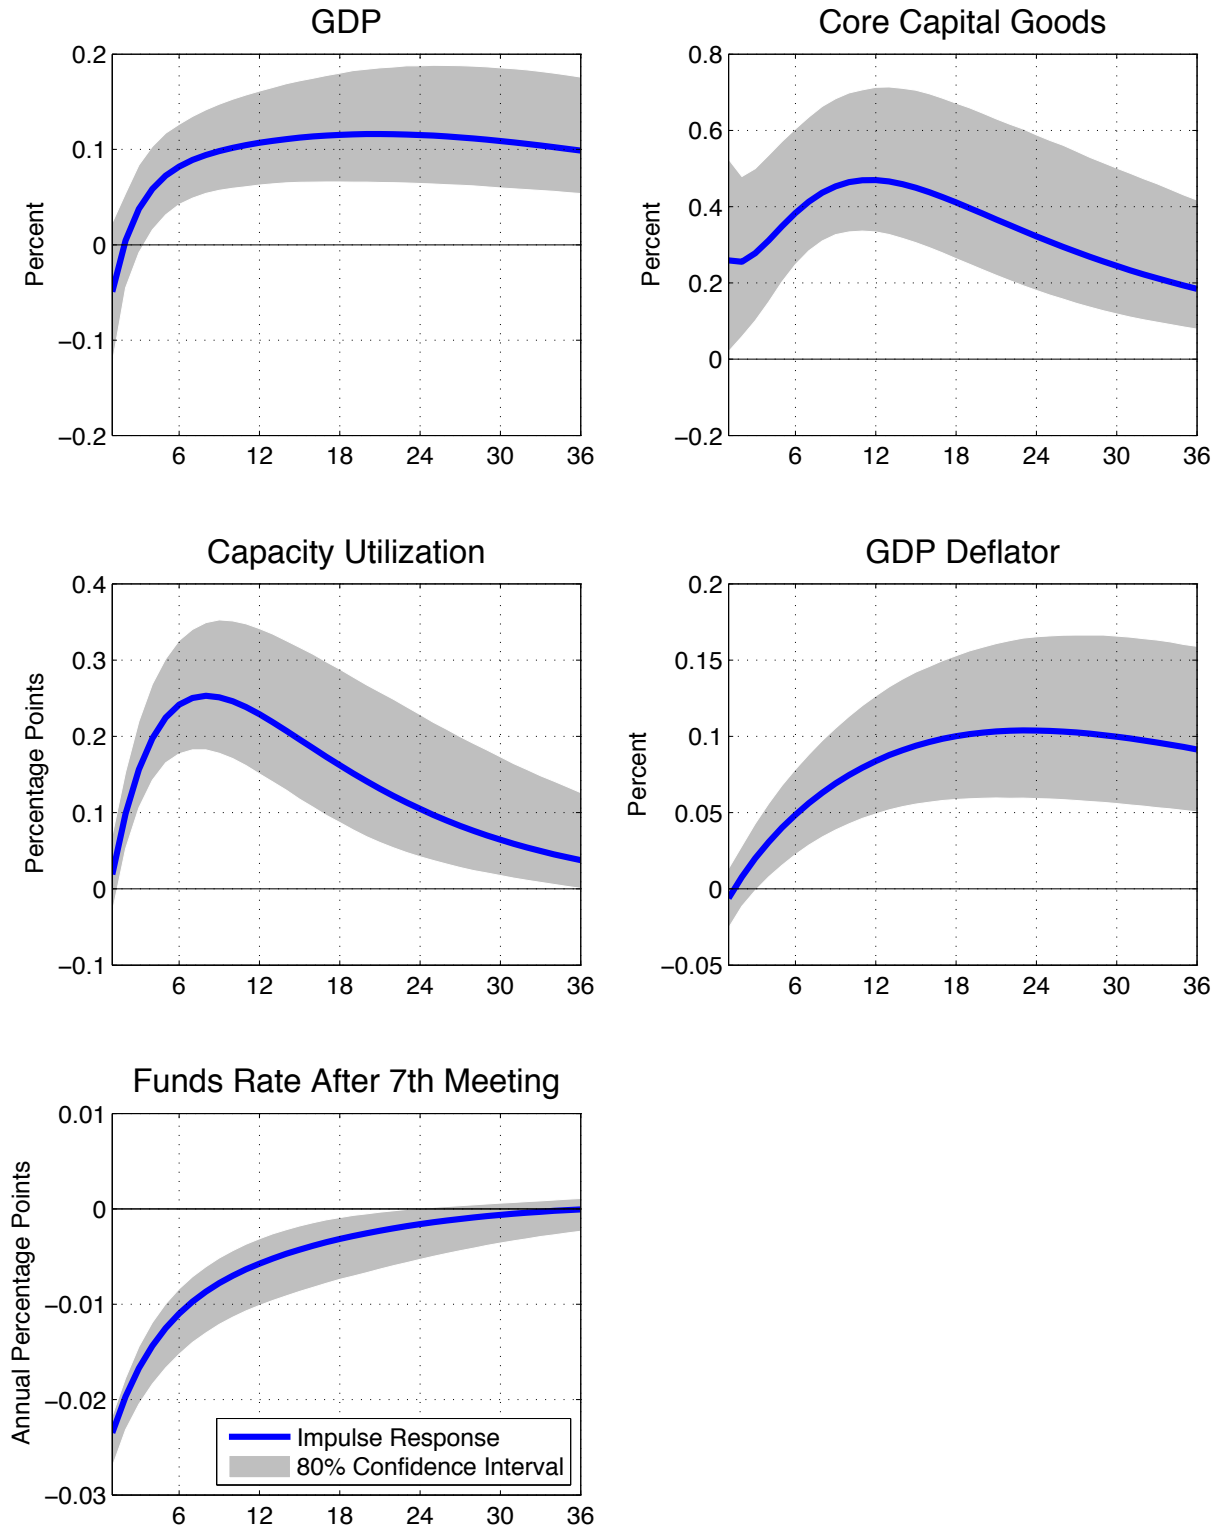 GDP
Percent
0.2
0.1
0
−0.1
−0.2
6 12 18 24 30 36
Core Capital Goods
Percent
0.8
0.6
0.4
0.2
0
−0.2
6 12 18 24 30 36
Capacity Utilization
Percentage Points
0.4
0.3
0.2
0.1
0
−0.1
6 12 18 24 30 36
GDP Deflator
Percent
0.2
0.15
0.1
0.05
0
−0.05
6 12 18 24 30 36
Funds Rate After 7th Meeting
Annual Percentage Points
0.01
0
−0.01
−0.02
−0.03
6 12 18 24 30 36
Impulse Response
80% Confidence Interval